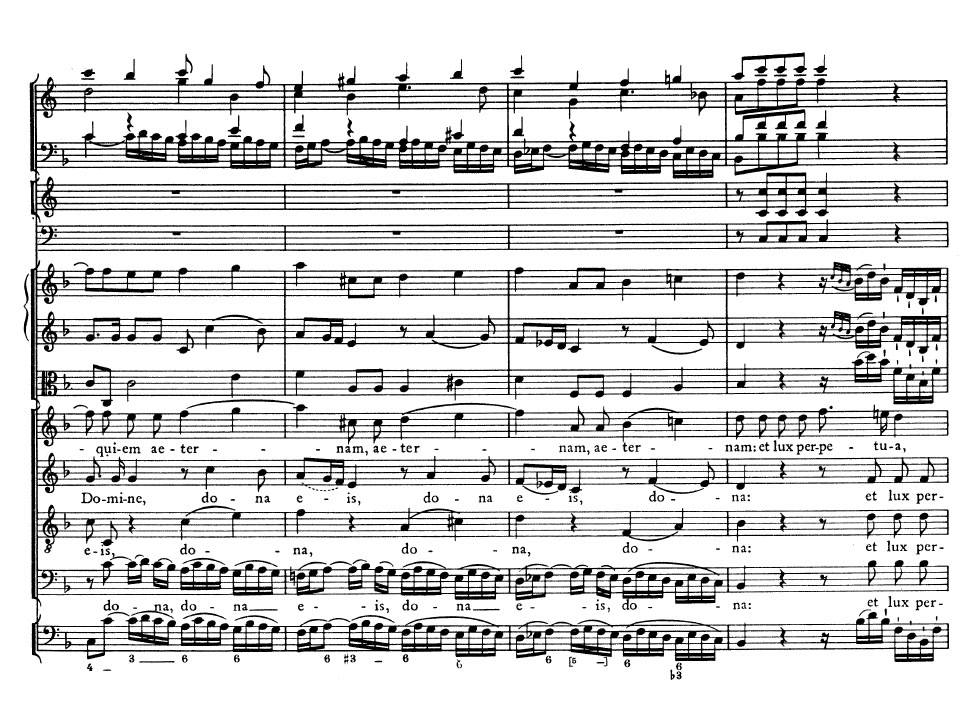 - qui-em ae-ter - - nam, ae-ter - - nam, ae-ter - - nam: et lux per-pe - tu-a,
Do-mi-ne, do - na e - is, do - na e - is, do - na: et lux per-
e-is, do - na, do - na, do - na: et lux per-
do-na, do-na e - is, do-na e-is, do - na: et lux per-
4 – 3 6 6 6 #3 – 6 6 6 [5 –] 6 6
♭3